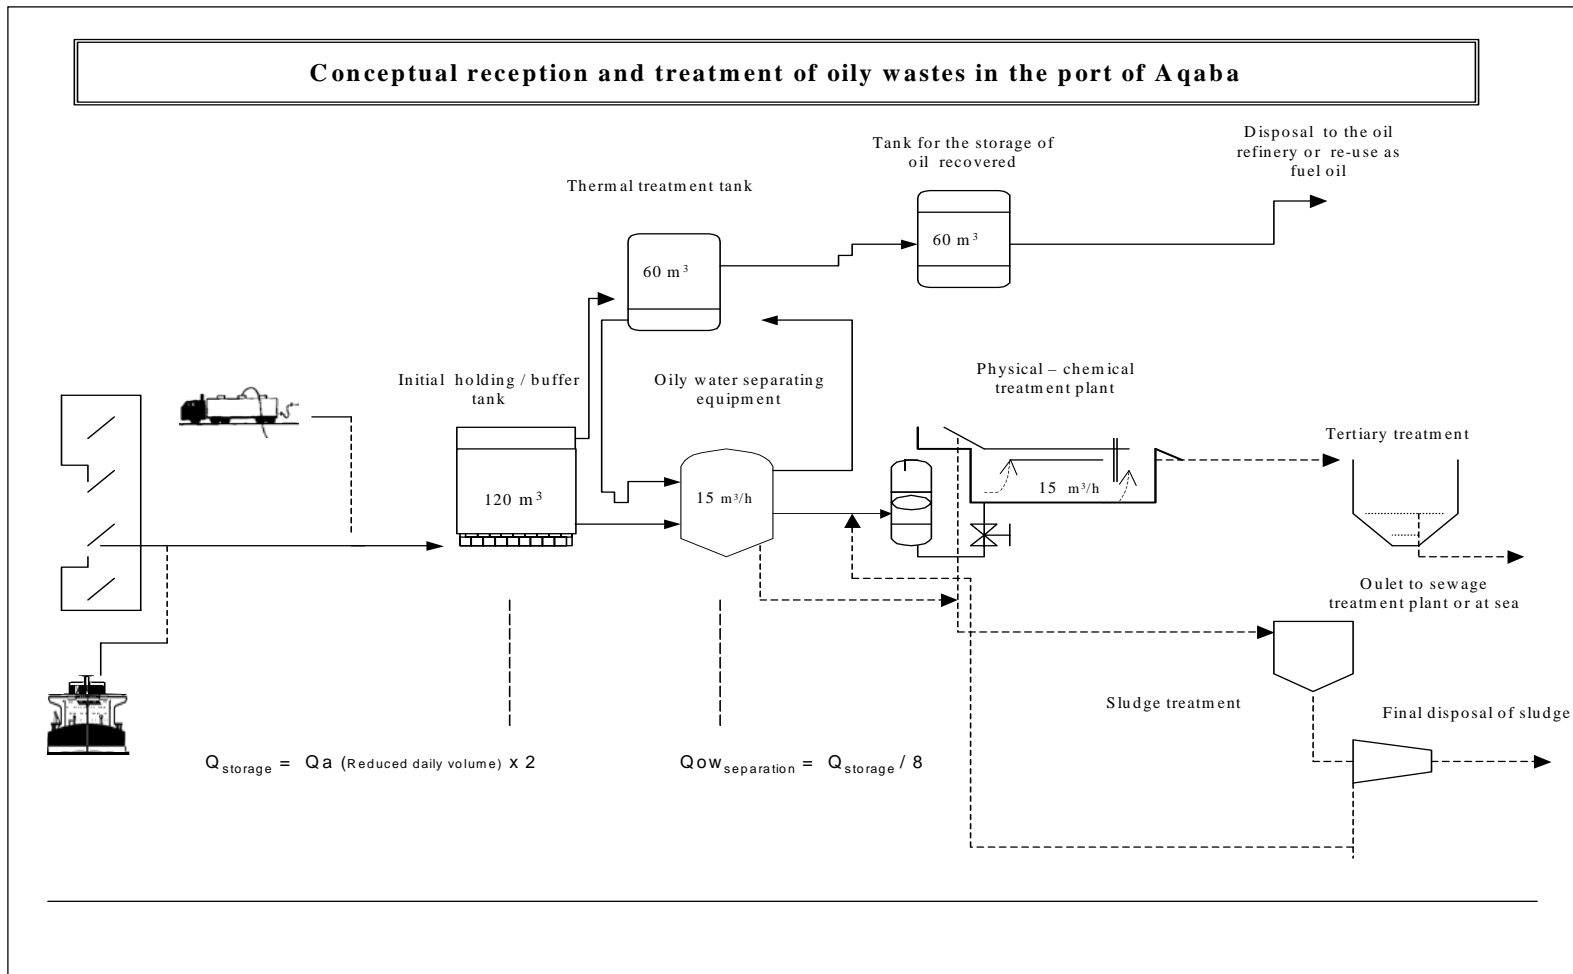 Conceptual reception and treatment of oily wastes in the port of Aqaba
Disposal to the oil
refinery or re-use as
fuel oil
Tank for the storage of
oil recovered
Thermal treatment tank
60 m³
60 m³
Initial holding / buffer
tank
Oily water separating
equipment
Physical – chemical
treatment plant
Tertiary treatment
120 m³
15 m³/h
15 m³/h
Oulet to sewage
treatment plant or at sea
Sludge treatment
Final disposal of sludge
Qstorage = Qa (Reduced daily volume) x 2
Qowseparation = Qstorage / 8